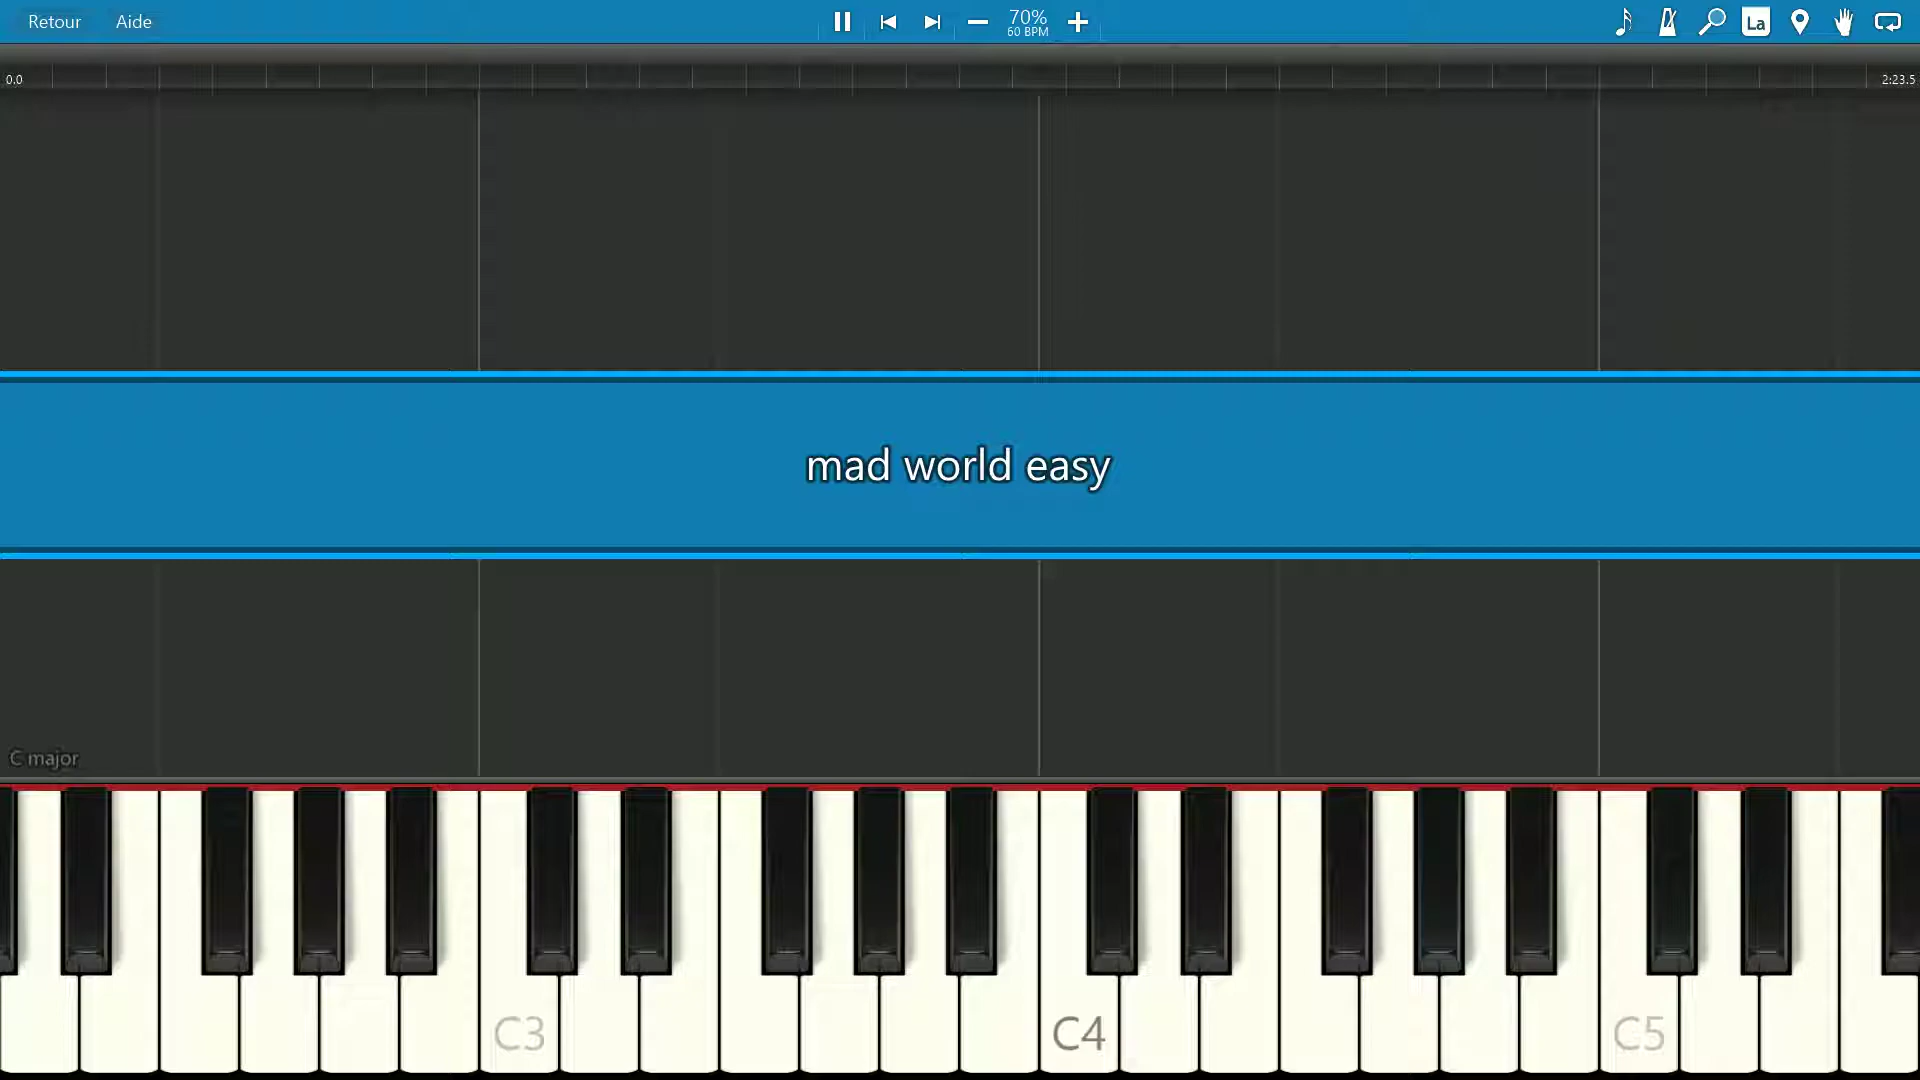 Retour Aide 70% La
60 BPM
0.0 2:23.5
mad world easy
C major
C3 C4 C5